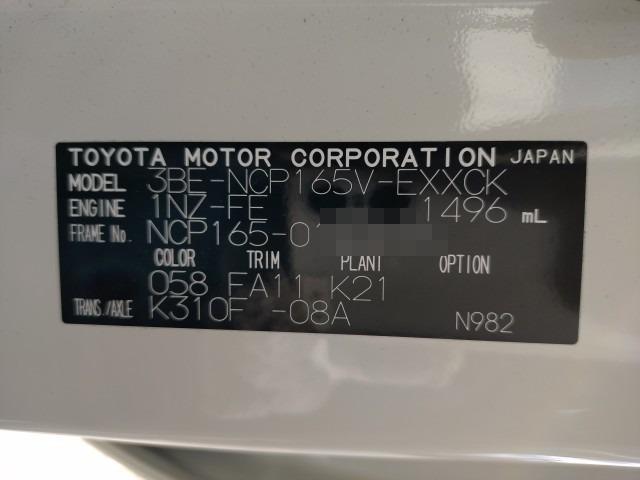 TOYOTA MOTOR CORPORATION JAPAN
MODEL 3BE-NCP165V-EXXCK
ENGINE 1NZ-FE 1496 mL
FRAME No. NCP165-0
COLOR TRIM PLANT OPTION
058 FA11 K21
TRANS./AXLE K310F -08A N982